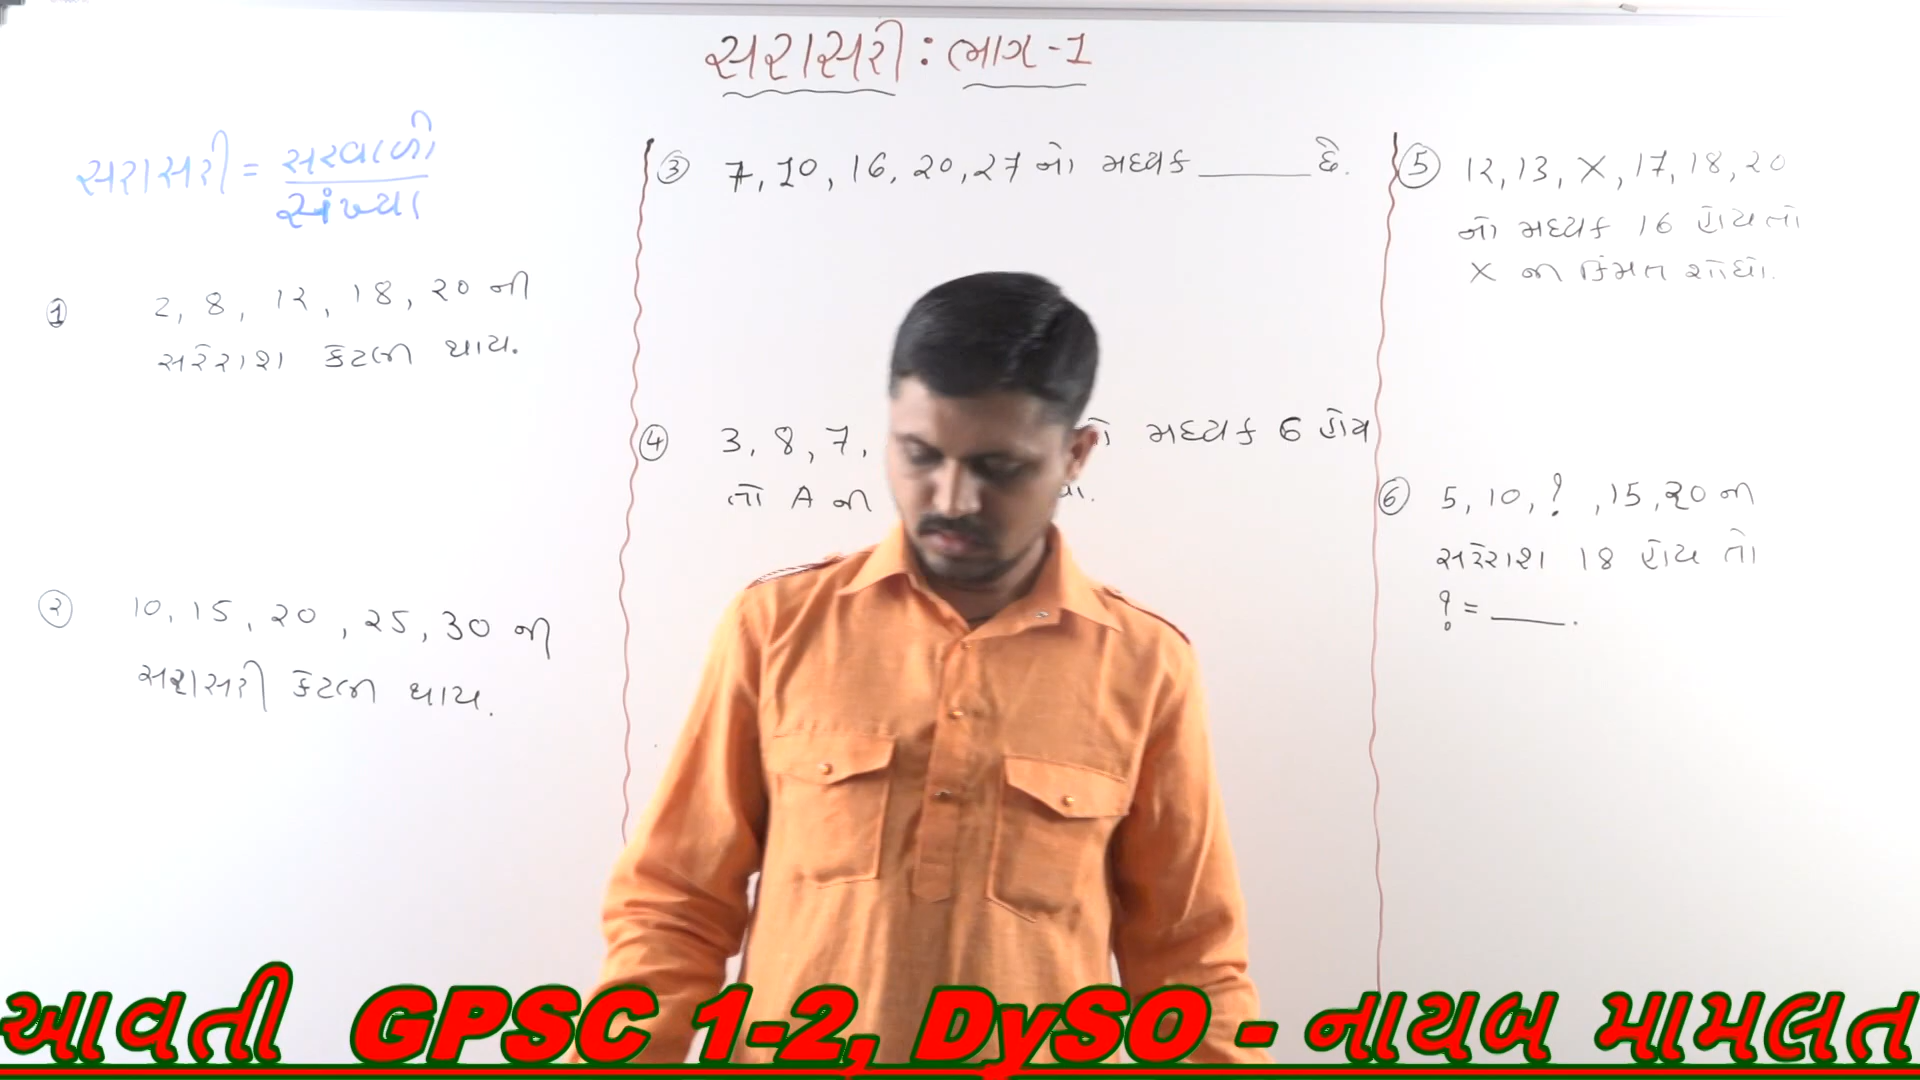 સરાસરી : ભાગ-1
સરાસરી = સરવાળો
સંખ્યા
1 2, 8, 12, 18, 20 ની
સરેરાશ કેટલી થાય.
૨ 10, 15, 20, 25, 30 ની
સરાસરી કેટલી થાય.
3 7, 10, 16, 20, 27 નો મધ્યક ______ છે.
4 3, 8, 7, મધ્યક 6 હોય
તો A ની
5 12, 13, X, 17, 18, 20
નો મધ્યક 16 હોય તો
X ની કિંમત શોધો.
6 5, 10, ?, 15, 20 ની
સરેરાશ 18 હોય તો
? = ____.
આવતી GPSC 1-2, DySO - નાયબ મામલત